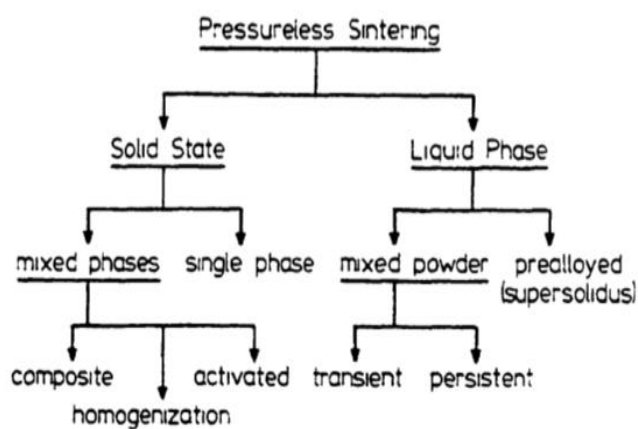 Pressureless Sintering
Solid State
Liquid Phase
mixed phases
single phase
mixed powder
prealloyed
(supersolidus)
composite
activated
transient
persistent
homogenization